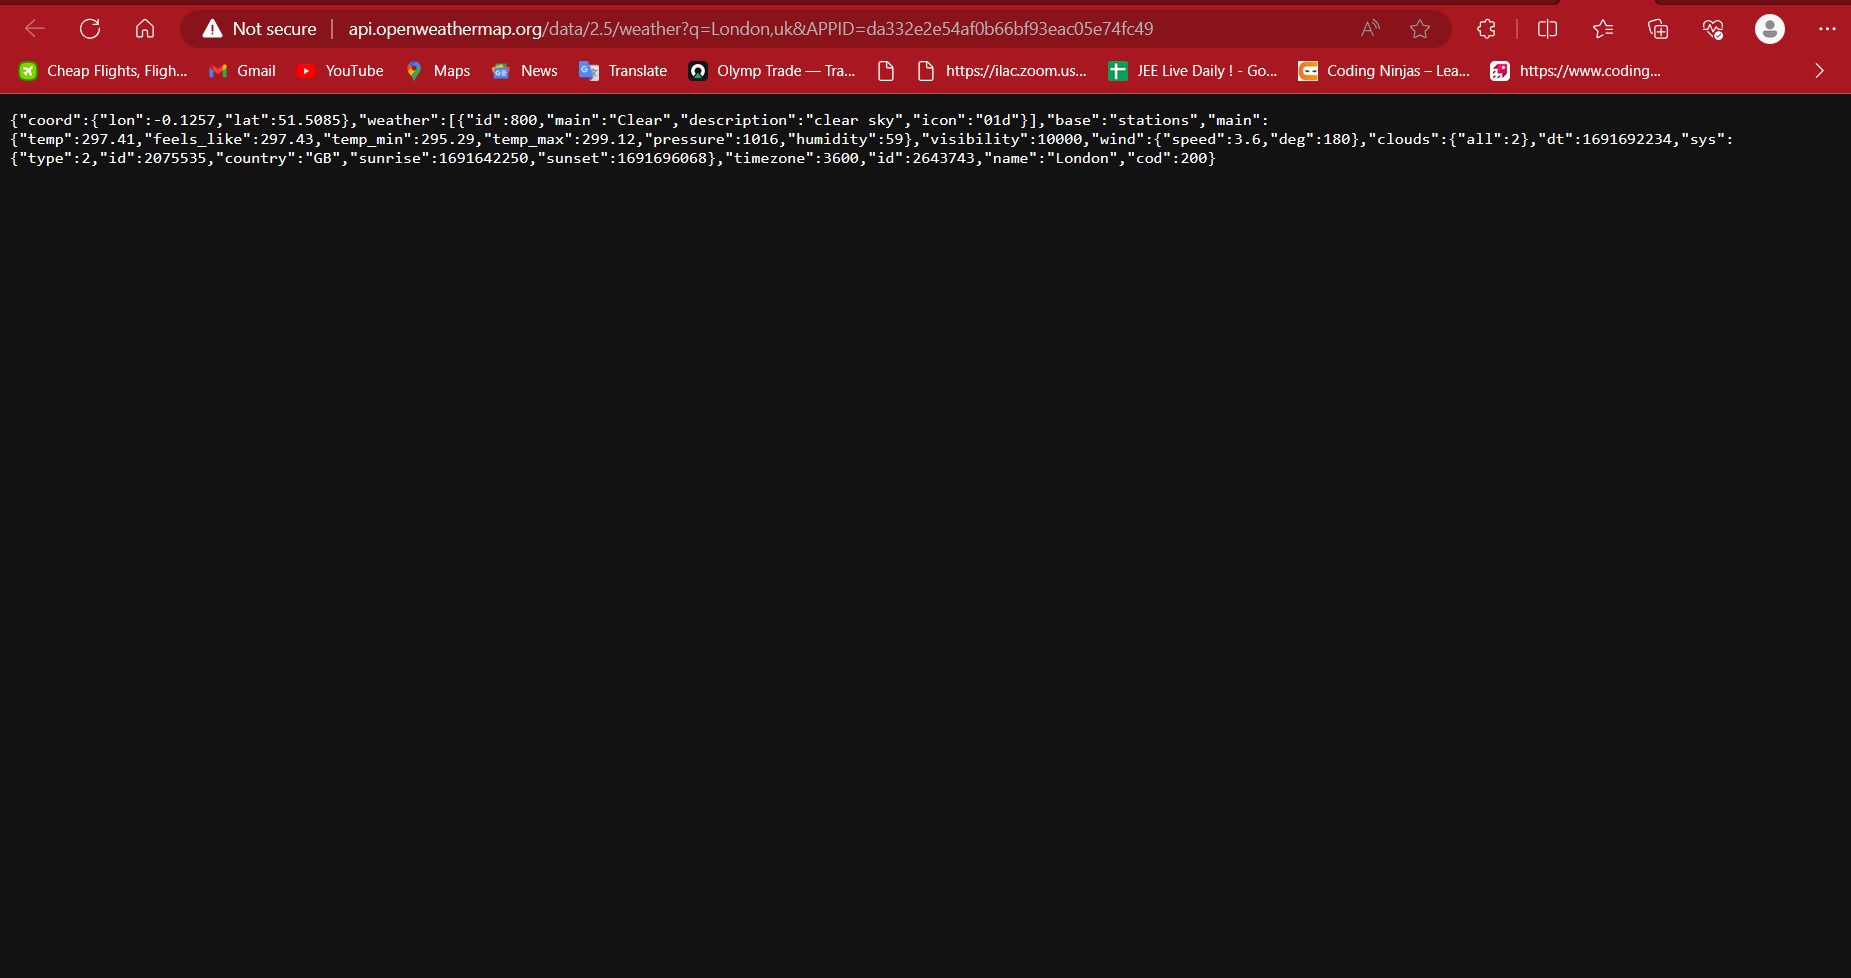 Not secure api.openweathermap.org/data/2.5/weather?q=London,uk&APPID=da332e2e54af0b66bf93eac05e74fc49
Cheap Flights, Fligh... Gmail YouTube Maps News Translate Olymp Trade — Tra... https://ilac.zoom.us... JEE Live Daily ! - Go... Coding Ninjas – Lea... https://www.coding...
{"coord":{"lon":-0.1257,"lat":51.5085},"weather":[{"id":800,"main":"Clear","description":"clear sky","icon":"01d"}],"base":"stations","main":
{"temp":297.41,"feels_like":297.43,"temp_min":295.29,"temp_max":299.12,"pressure":1016,"humidity":59},"visibility":10000,"wind":{"speed":3.6,"deg":180},"clouds":{"all":2},"dt":1691692234,"sys":
{"type":2,"id":2075535,"country":"GB","sunrise":1691642250,"sunset":1691696068},"timezone":3600,"id":2643743,"name":"London","cod":200}